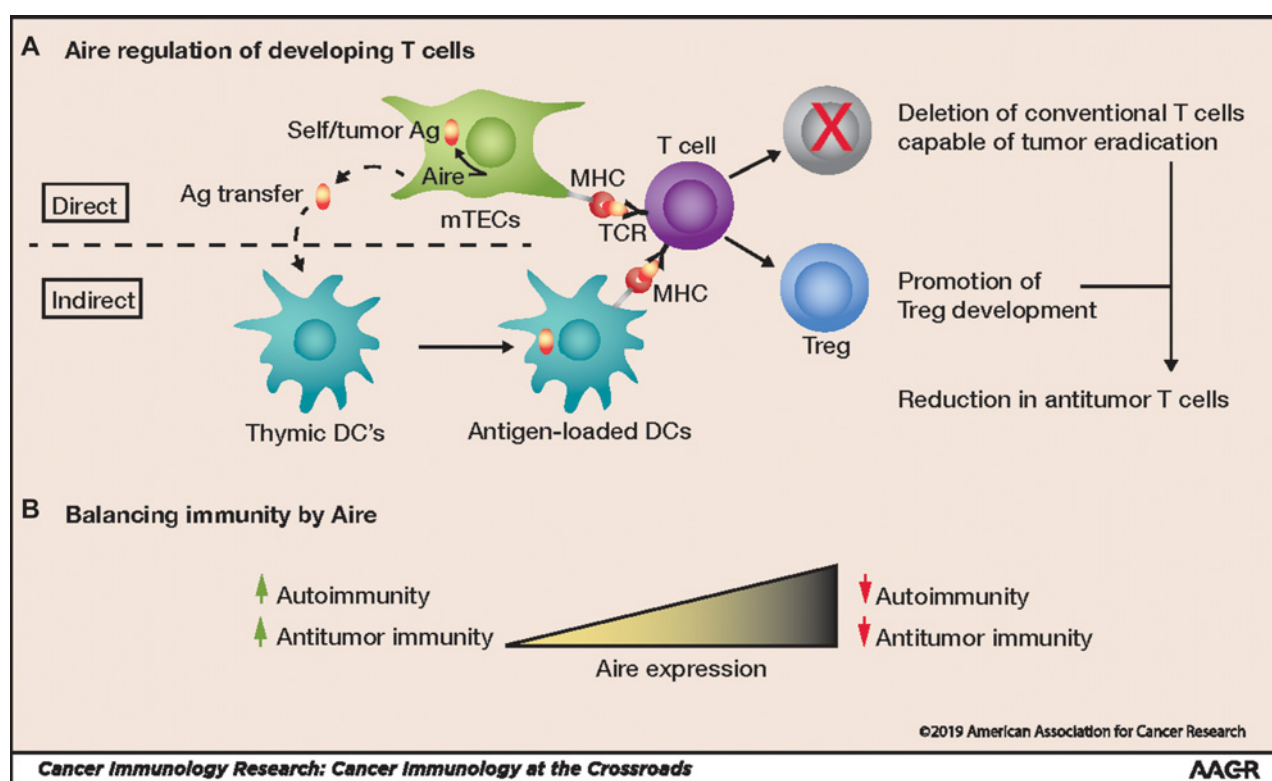 A Aire regulation of developing T cells
Self/tumor Ag
Aire
mTECs
Ag transfer
Direct
Indirect
MHC
TCR
T cell
MHC
Deletion of conventional T cells
capable of tumor eradication
Promotion of
Treg development
Treg
Reduction in antitumor T cells
Thymic DC's
Antigen-loaded DCs
B Balancing immunity by Aire
Autoimmunity
Antitumor immunity
Aire expression
Autoimmunity
Antitumor immunity
©2019 American Association for Cancer Research
Cancer Immunology Research: Cancer Immunology at the Crossroads
AACR